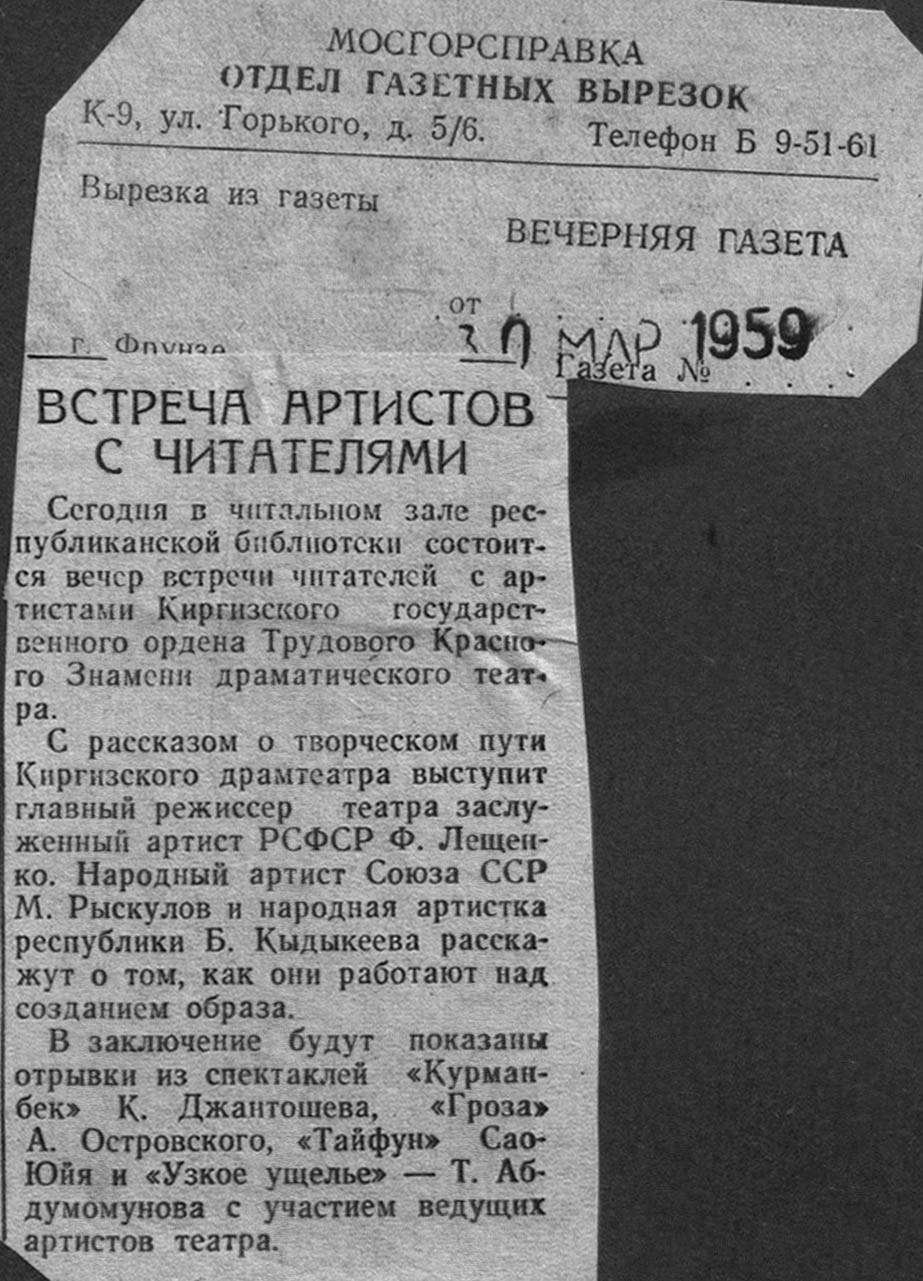 МОСГОРСПРАВКА
ОТДЕЛ ГАЗЕТНЫХ ВЫРЕЗОК
К-9, ул. Горького, д. 5/6. Телефон Б 9-51-61
Вырезка из газеты
ВЕЧЕРНЯЯ ГАЗЕТА
от
г. Фрунзе 30 МАР 1959
Газета №
ВСТРЕЧА АРТИСТОВ
С ЧИТАТЕЛЯМИ
Сегодня в читальном зале рес-
публиканской библиотеки состоит-
ся вечер встречи читателей с ар-
тистами Киргизского государст-
венного ордена Трудового Красно-
го Знамени драматического теат-
ра.
С рассказом о творческом пути
Киргизского драмтеатра выступит
главный режиссер театра заслу-
женный артист РСФСР Ф. Лещен-
ко. Народный артист Союза ССР
М. Рыскулов и народная артистка
республики Б. Кыдыкеева расска-
жут о том, как они работают над
созданием образа.
В заключение будут показаны
отрывки из спектаклей «Курман-
бек» К. Джантошева, «Гроза»
А. Островского, «Тайфун» Сао-
Юйя и «Узкое ущелье» — Т. Аб-
думомунова с участием ведущих
артистов театра.